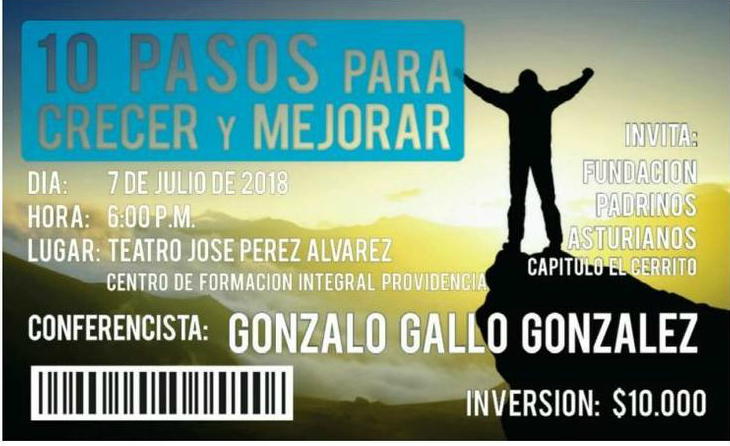 10 PASOS PARA
CRECER Y MEJORAR
DIA: 7 DE JULIO DE 2018
HORA: 6:00 P.M.
LUGAR: TEATRO JOSE PEREZ ALVAREZ
CENTRO DE FORMACION INTEGRAL PROVIDENCIA
INVITA:
FUNDACION
PADRINOS
ASTURIANOS
CAPITULO EL CERRITO
CONFERENCISTA: GONZALO GALLO GONZALEZ
INVERSION: $10.000